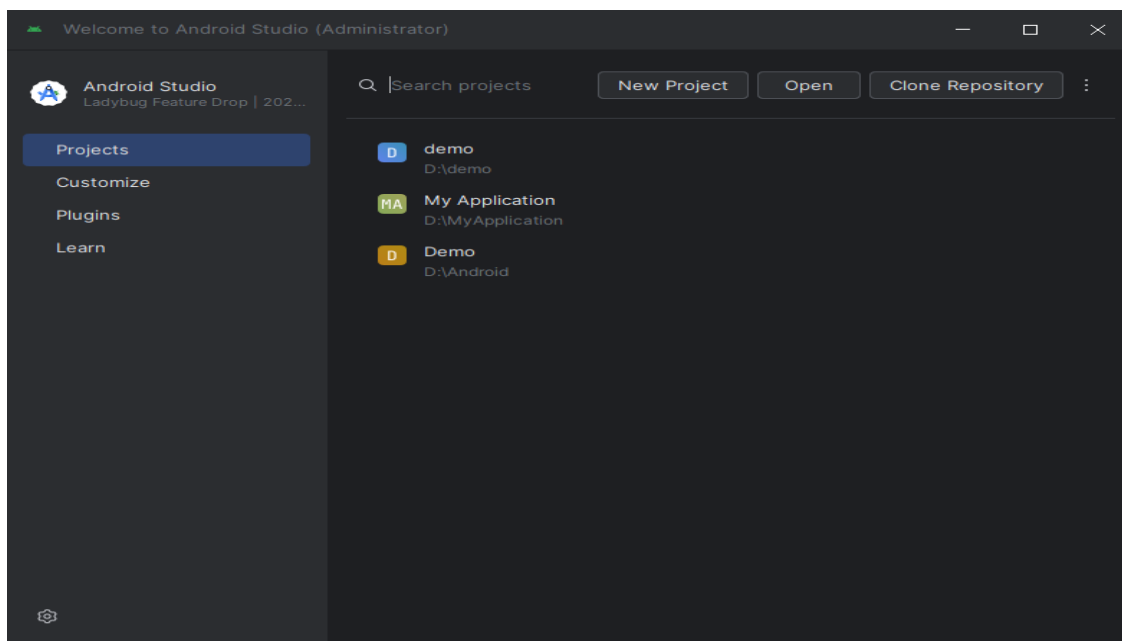 Welcome to Android Studio (Administrator)
Android Studio
Ladybug Feature Drop | 202...
Projects
Customize
Plugins
Learn
Search projects
New Project
Open
Clone Repository
D
demo
D:\demo
MA
My Application
D:\MyApplication
D
Demo
D:\Android